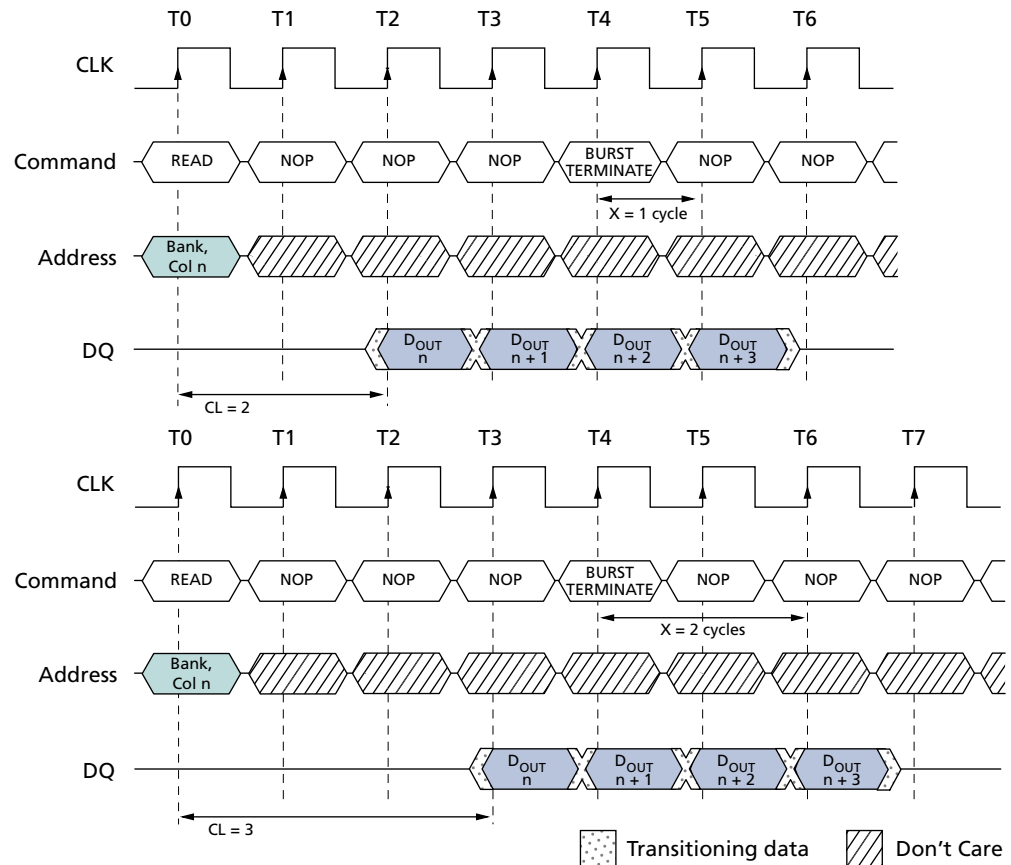 T0 T1 T2 T3 T4 T5 T6
CLK
Command READ NOP NOP NOP BURST TERMINATE NOP NOP
X = 1 cycle
Address Bank, Col n
DQ DOUT n DOUT n + 1 DOUT n + 2 DOUT n + 3
CL = 2
T0 T1 T2 T3 T4 T5 T6 T7
CLK
Command READ NOP NOP NOP BURST TERMINATE NOP NOP NOP
X = 2 cycles
Address Bank, Col n
DQ DOUT n DOUT n + 1 DOUT n + 2 DOUT n + 3
CL = 3
Transitioning data Don't Care